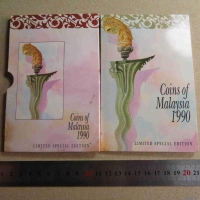 Coins of
Malaysia
1990
LIMITED SPECIAL EDITION
Coins of
Malaysia
1990
LIMITED SPECIAL EDITION